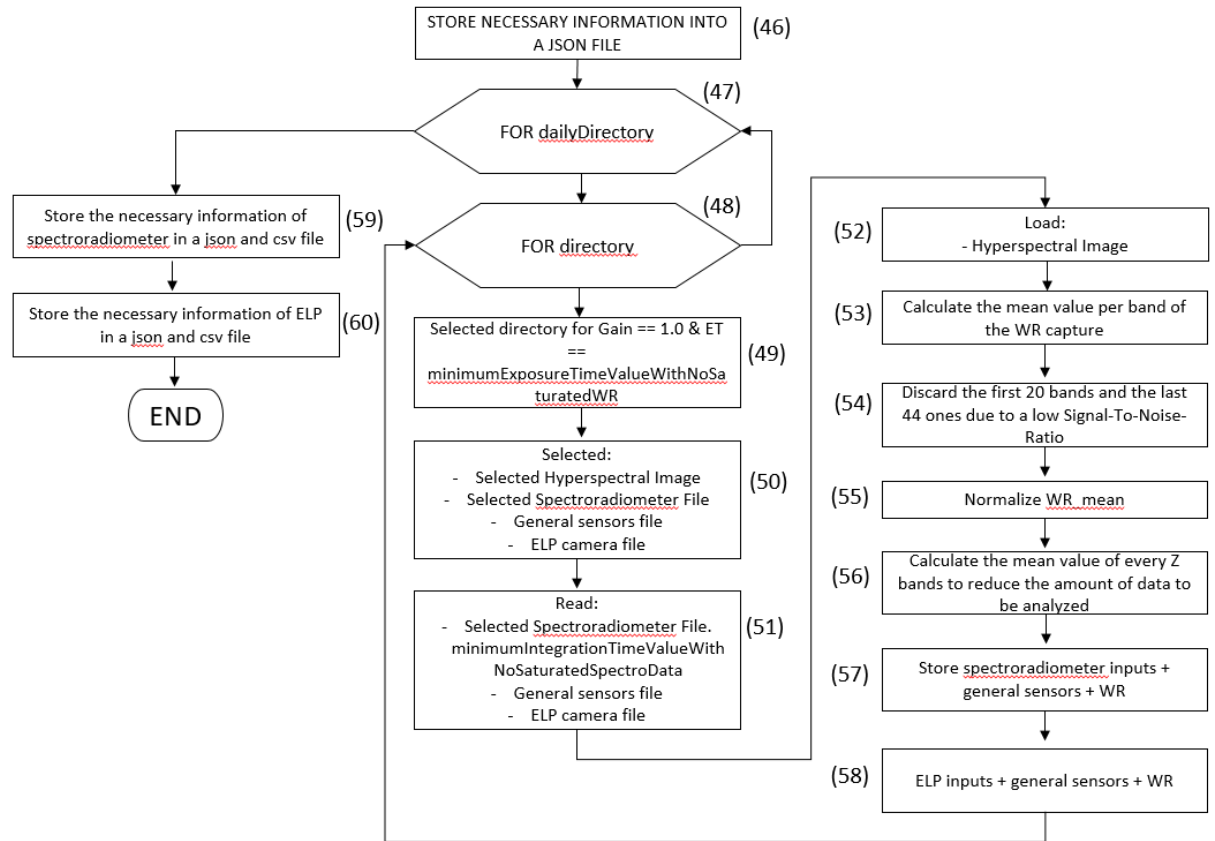 STORE NECESSARY INFORMATION INTO
A JSON FILE
(46)
(47)
FOR dailyDirectory
(48)
FOR directory
Selected directory for Gain == 1.0 & ET
==
minimumExposureTimeValueWithNoSa
turatedWR
(49)
Selected:
- Selected Hyperspectral Image
- Selected Spectroradiometer File
- General sensors file
- ELP camera file
(50)
Read:
- Selected Spectroradiometer File.
minimumIntegrationTimeValueWith
NoSaturatedSpectroData
- General sensors file
- ELP camera file
(51)
(52)
Load:
- Hyperspectral Image
(53)
Calculate the mean value per band of
the WR capture
(54)
Discard the first 20 bands and the last
44 ones due to a low Signal-To-Noise-
Ratio
(55)
Normalize WR_mean
(56)
Calculate the mean value of every Z
bands to reduce the amount of data to
be analyzed
(57)
Store spectroradiometer inputs +
general sensors + WR
(58)
ELP inputs + general sensors + WR
Store the necessary information of
spectroradiometer in a json and csv file
(59)
Store the necessary information of ELP
in a json and csv file
(60)
END